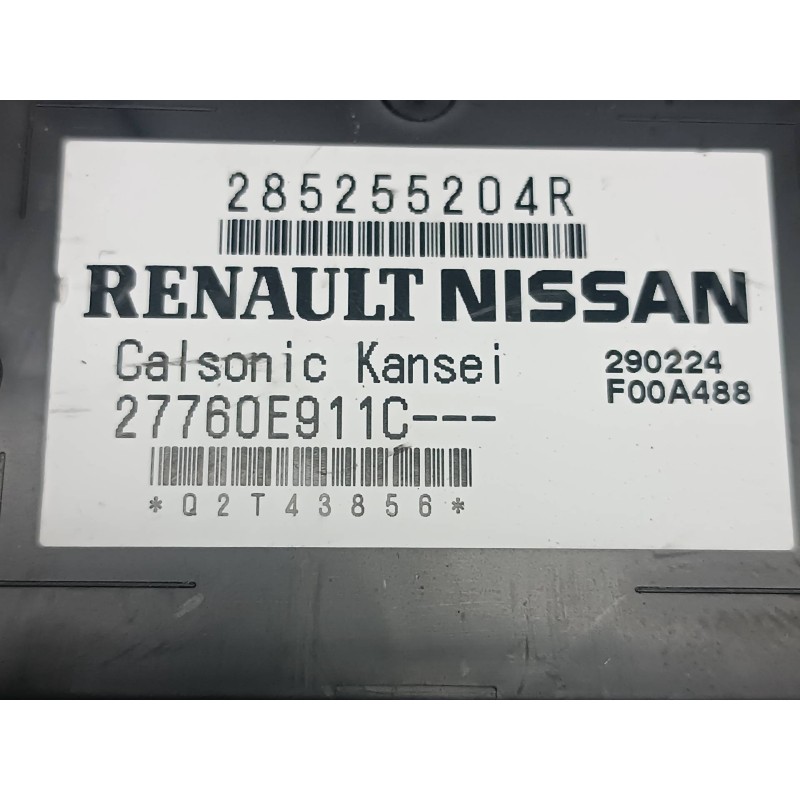 285255204R
RENAULT NISSAN
Calsonic Kansei 290224
27760E911C--- F00A488
*Q2T43856*